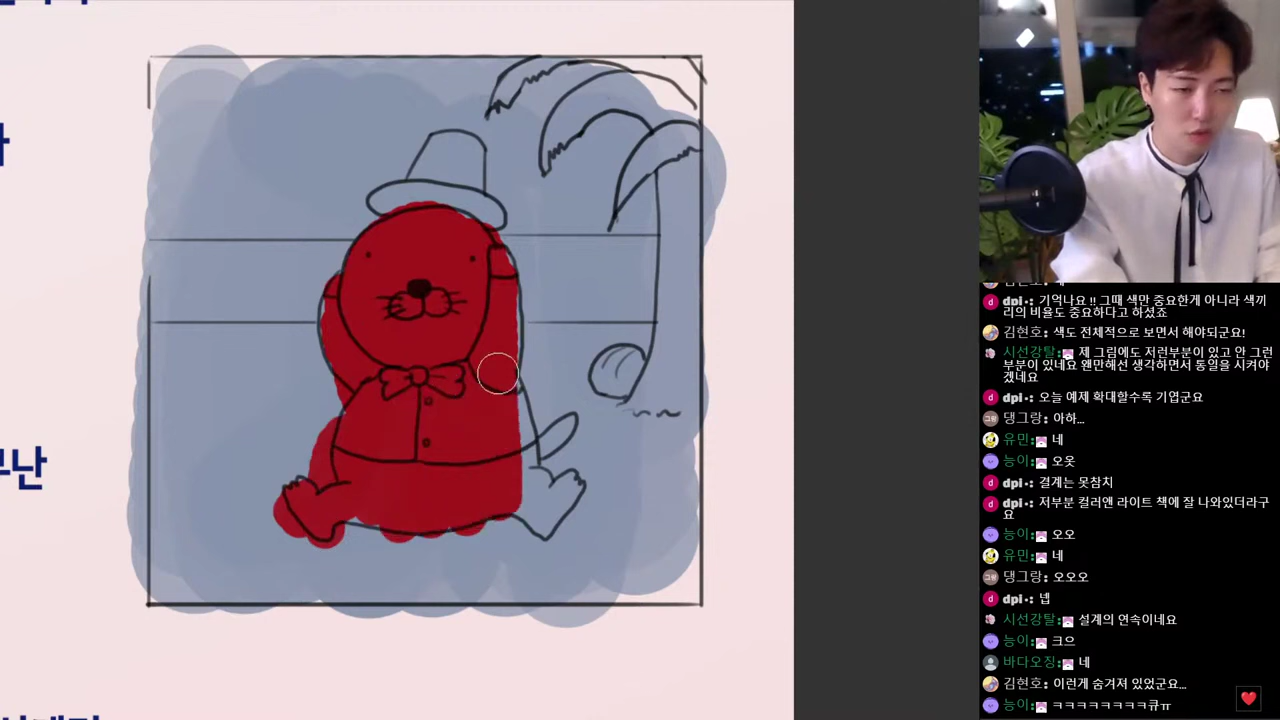 난
dpi•: 기억나요 !! 그때 색만 중요한게 아니라 색끼
리의 비율도 중요하다고 하셨죠
김현호: 색도 전체적으로 보면서 해야되군요!
시선강탈: 제 그림에도 저런부분이 있고 안 그런
부분이 있네요 웬만해선 생각하면서 통일을 시켜야
겠네요
dpi•: 오늘 예제 확대할수록 기엽군요
댕그랑: 아하...
유민: 네
능이: 오옷
dpi•: 결계는 못참치
dpi•: 저부분 컬러앤 라이트 책에 잘 나와있더라구
요
능이: 오오
유민: 네
댕그랑: 오오오
dpi•: 넵
시선강탈: 설계의 연속이네요
능이: 크으
바다오징: 네
김현호: 이런게 숨겨져 있었군요...
능이: ㅋㅋㅋㅋㅋㅋㅋㅋ큐ㅠ